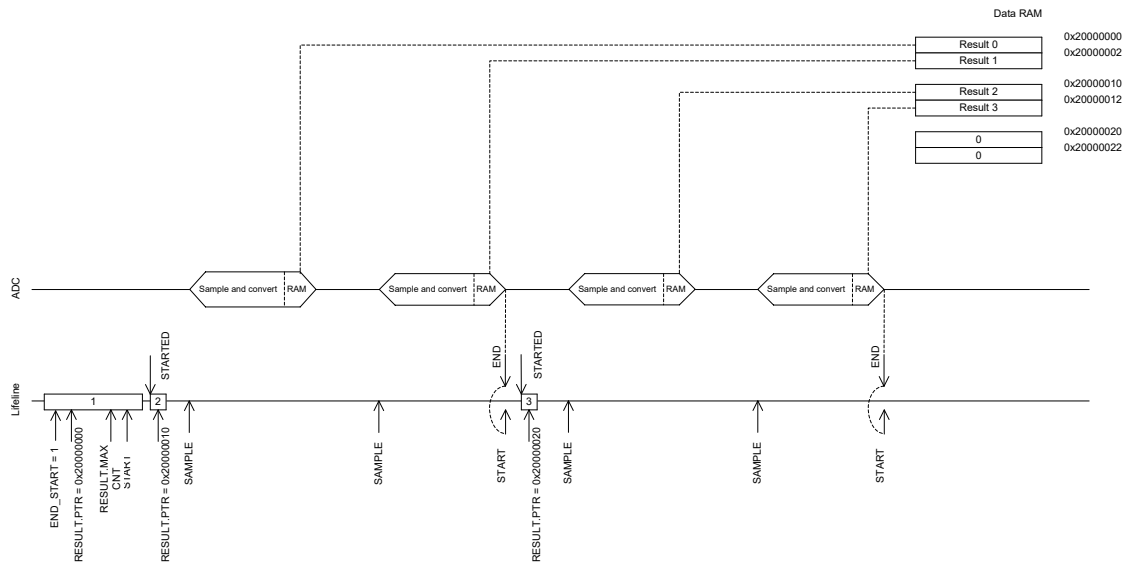 Data RAM
Result 0
0x20000000
Result 1
0x20000002
Result 2
0x20000010
Result 3
0x20000012
0
0x20000020
0
0x20000022
ADC
Sample and convert
RAM
Sample and convert
RAM
Sample and convert
RAM
Sample and convert
RAM
Lifeline
1
END_START = 1
RESULT.PTR = 0x20000000
RESULT.MAX
CNT
START
STARTED
2
RESULT.PTR = 0x20000010
SAMPLE
SAMPLE
END
START
STARTED
3
RESULT.PTR = 0x20000020
SAMPLE
SAMPLE
END
START